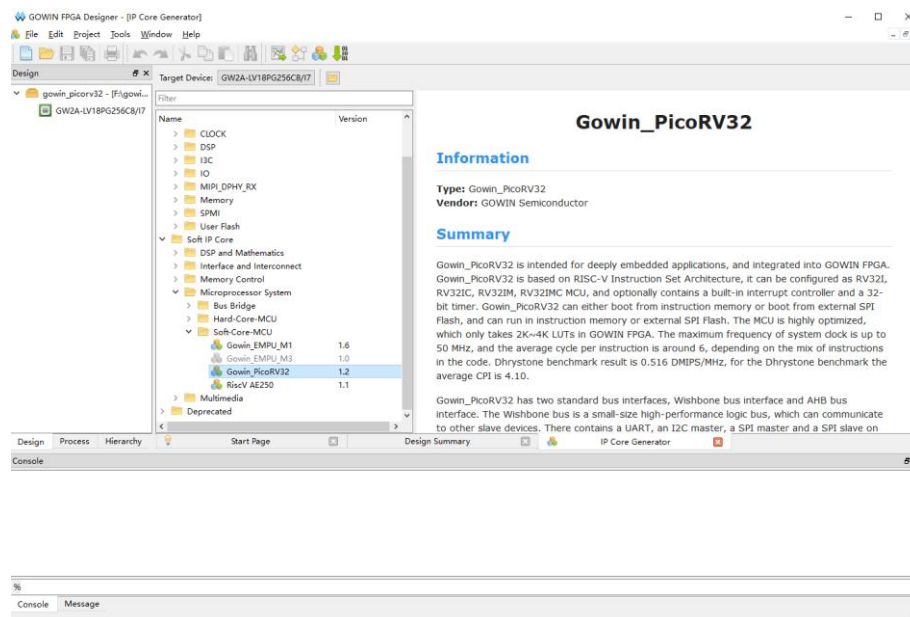 GOWIN FPGA Designer - [IP Core Generator]
File Edit Project Tools Window Help
Design
Target Device: GW2A-LV18PG256C8/I7
gowin_picorv32 - [F:\gowi...
GW2A-LV18PG256C8/I7
Filter
Name Version
CLOCK
DSP
I3C
IO
MIPI_DPHY_RX
Memory
SPMI
User Flash
Soft IP Core
DSP and Mathematics
Interface and Interconnect
Memory Control
Microprocessor System
Bus Bridge
Hard-Core-MCU
Soft-Core-MCU
Gowin_EMPU_M1 1.6
Gowin_EMPU_M3 1.0
Gowin_PicoRV32 1.2
RiscV AE250 1.1
Multimedia
Deprecated
Gowin_PicoRV32
Information
Type: Gowin_PicoRV32
Vendor: GOWIN Semiconductor
Summary
Gowin_PicoRV32 is intended for deeply embedded applications, and integrated into GOWIN FPGA.
Gowin_PicoRV32 is based on RISC-V Instruction Set Architecture, it can be configured as RV32I,
RV32IC, RV32IM, RV32IMC MCU, and optionally contains a built-in interrupt controller and a 32-
bit timer. Gowin_PicoRV32 can either boot from instruction memory or boot from external SPI
Flash, and can run in instruction memory or external SPI Flash. The MCU is highly optimized,
which only takes 2K~4K LUTs in GOWIN FPGA. The maximum frequency of system clock is up to
50 MHz, and the average cycle per instruction is around 6, depending on the mix of instructions
in the code. Dhrystone benchmark result is 0.516 DMIPS/MHz, for the Dhrystone benchmark the
average CPI is 4.10.
Gowin_PicoRV32 has two standard bus interfaces, Wishbone bus interface and AHB bus
interface. The Wishbone bus is a small-size high-performance logic bus, which can communicate
to other slave devices. There contains a UART, an I2C master, a SPI master and a SPI slave on
Design Process Hierarchy
Start Page
Design Summary
IP Core Generator
Console
%
Console Message